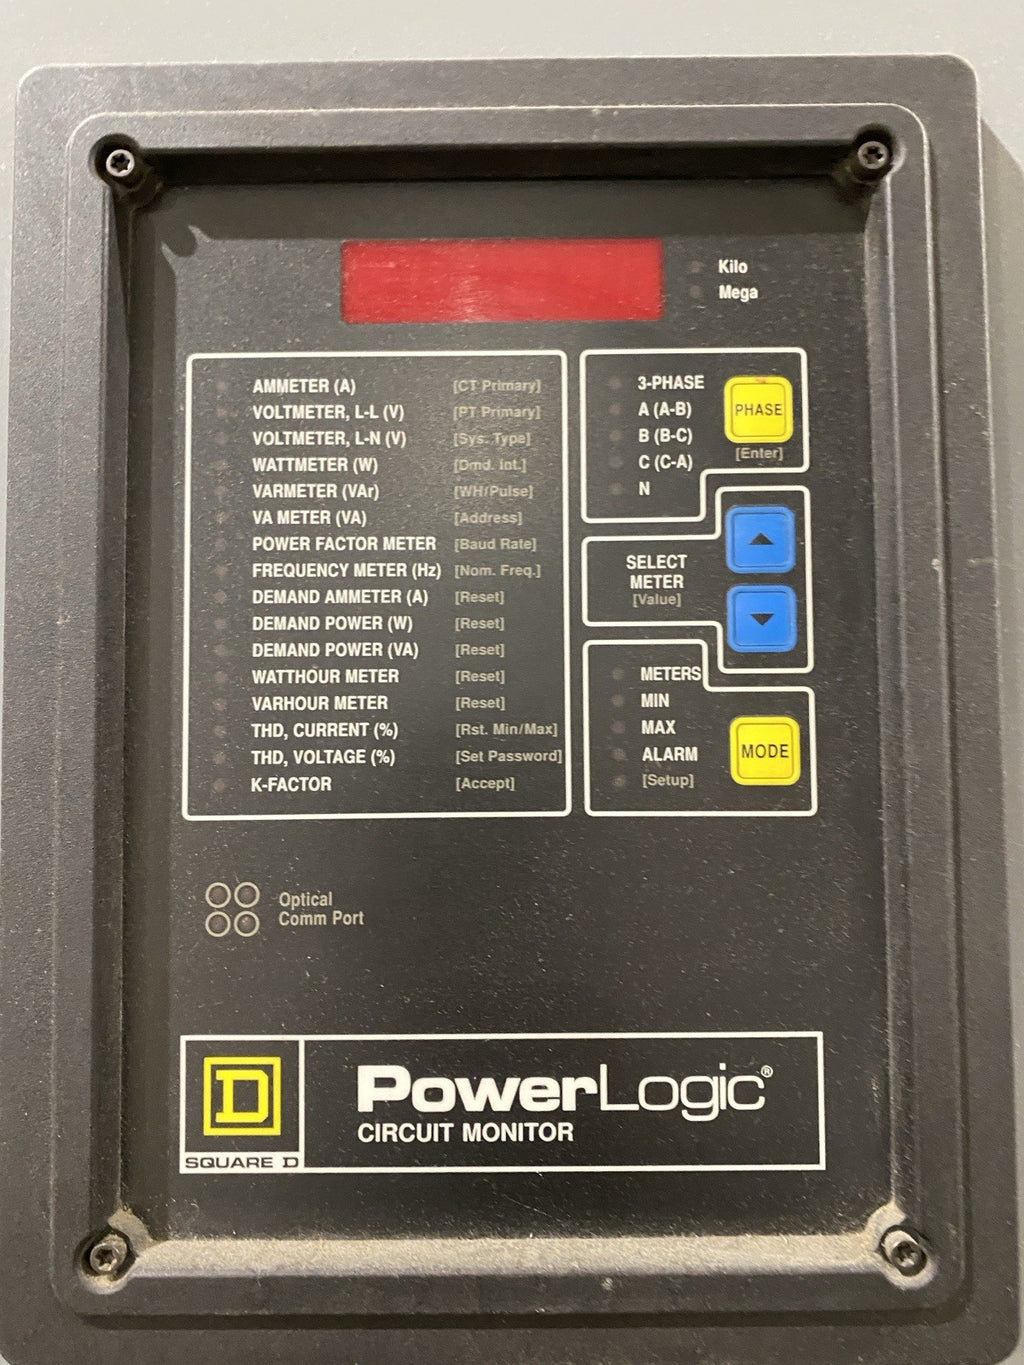 Kilo
Mega
AMMETER (A) [CT Primary]
VOLTMETER, L-L (V) [PT Primary]
VOLTMETER, L-N (V) [Sys. Type]
WATTMETER (W) [Dmd. Int.]
VARMETER (VAr) [WH/Pulse]
VA METER (VA) [Address]
POWER FACTOR METER [Baud Rate]
FREQUENCY METER (Hz) [Nom. Freq.]
DEMAND AMMETER (A) [Reset]
DEMAND POWER (W) [Reset]
DEMAND POWER (VA) [Reset]
WATTHOUR METER [Reset]
VARHOUR METER [Reset]
THD, CURRENT (%) [Rst. Min/Max]
THD, VOLTAGE (%) [Set Password]
K-FACTOR [Accept]
3-PHASE
A (A-B)
B (B-C)
C (C-A)
N
PHASE
[Enter]
SELECT
METER
[Value]
METERS
MIN
MAX
ALARM
[Setup]
MODE
Optical
Comm Port
D
SQUARE D
PowerLogic®
CIRCUIT MONITOR